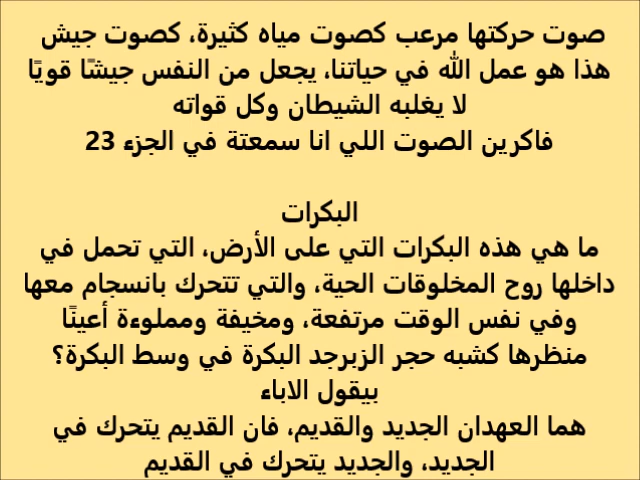 صوت حركتها مرعب كصوت مياه كثيرة، كصوت جيش
هذا هو عمل الله في حياتنا، يجعل من النفس جيشًا قويًا
لا يغلبه الشيطان وكل قواته
فاكرين الصوت اللي انا سمعتة في الجزء 23
البكرات
ما هي هذه البكرات التي على الأرض، التي تحمل في
داخلها روح المخلوقات الحية، والتي تتحرك بانسجام معها
وفي نفس الوقت مرتفعة، ومخيفة ومملوءة أعينًا
منظرها كشبه حجر الزبرجد البكرة في وسط البكرة؟
بيقول الاباء
هما العهدان الجديد والقديم، فان القديم يتحرك في
الجديد، والجديد يتحرك في القديم